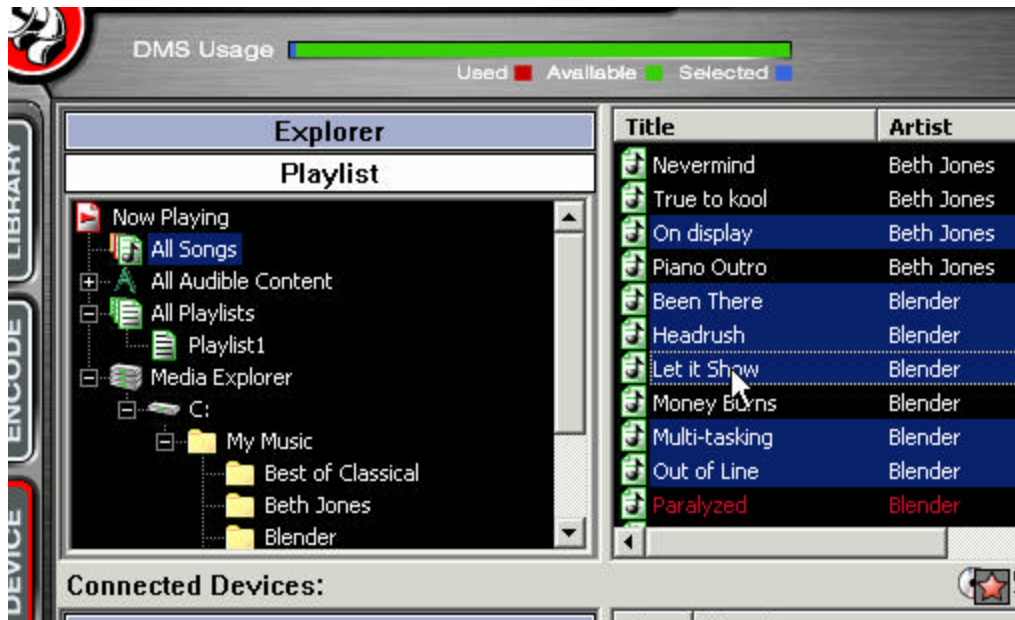 DMS Usage
Used Available Selected
LIBRARY
ENCODE
DEVICE
Explorer
Playlist
Now Playing
All Songs
All Audible Content
All Playlists
Playlist1
Media Explorer
C:
My Music
Best of Classical
Beth Jones
Blender
Title Artist
Nevermind Beth Jones
True to kool Beth Jones
On display Beth Jones
Piano Outro Beth Jones
Been There Blender
Headrush Blender
Let it Show Blender
Money Burns Blender
Multi-tasking Blender
Out of Line Blender
Paralyzed Blender
Connected Devices: